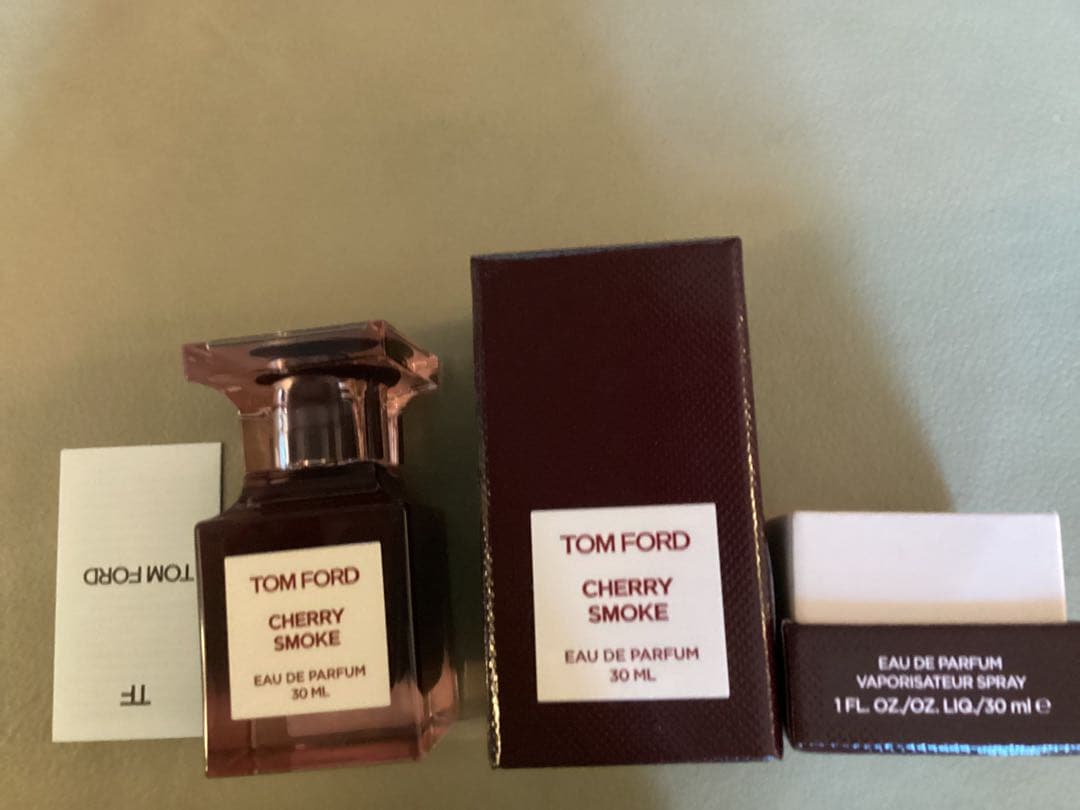 TOM FORD
TF
TOM FORD
CHERRY
SMOKE
EAU DE PARFUM
30 ML
TOM FORD
CHERRY
SMOKE
EAU DE PARFUM
30 ML
EAU DE PARFUM
VAPORISATEUR SPRAY
1 FL. OZ./OZ. LIQ./30 ml ℮